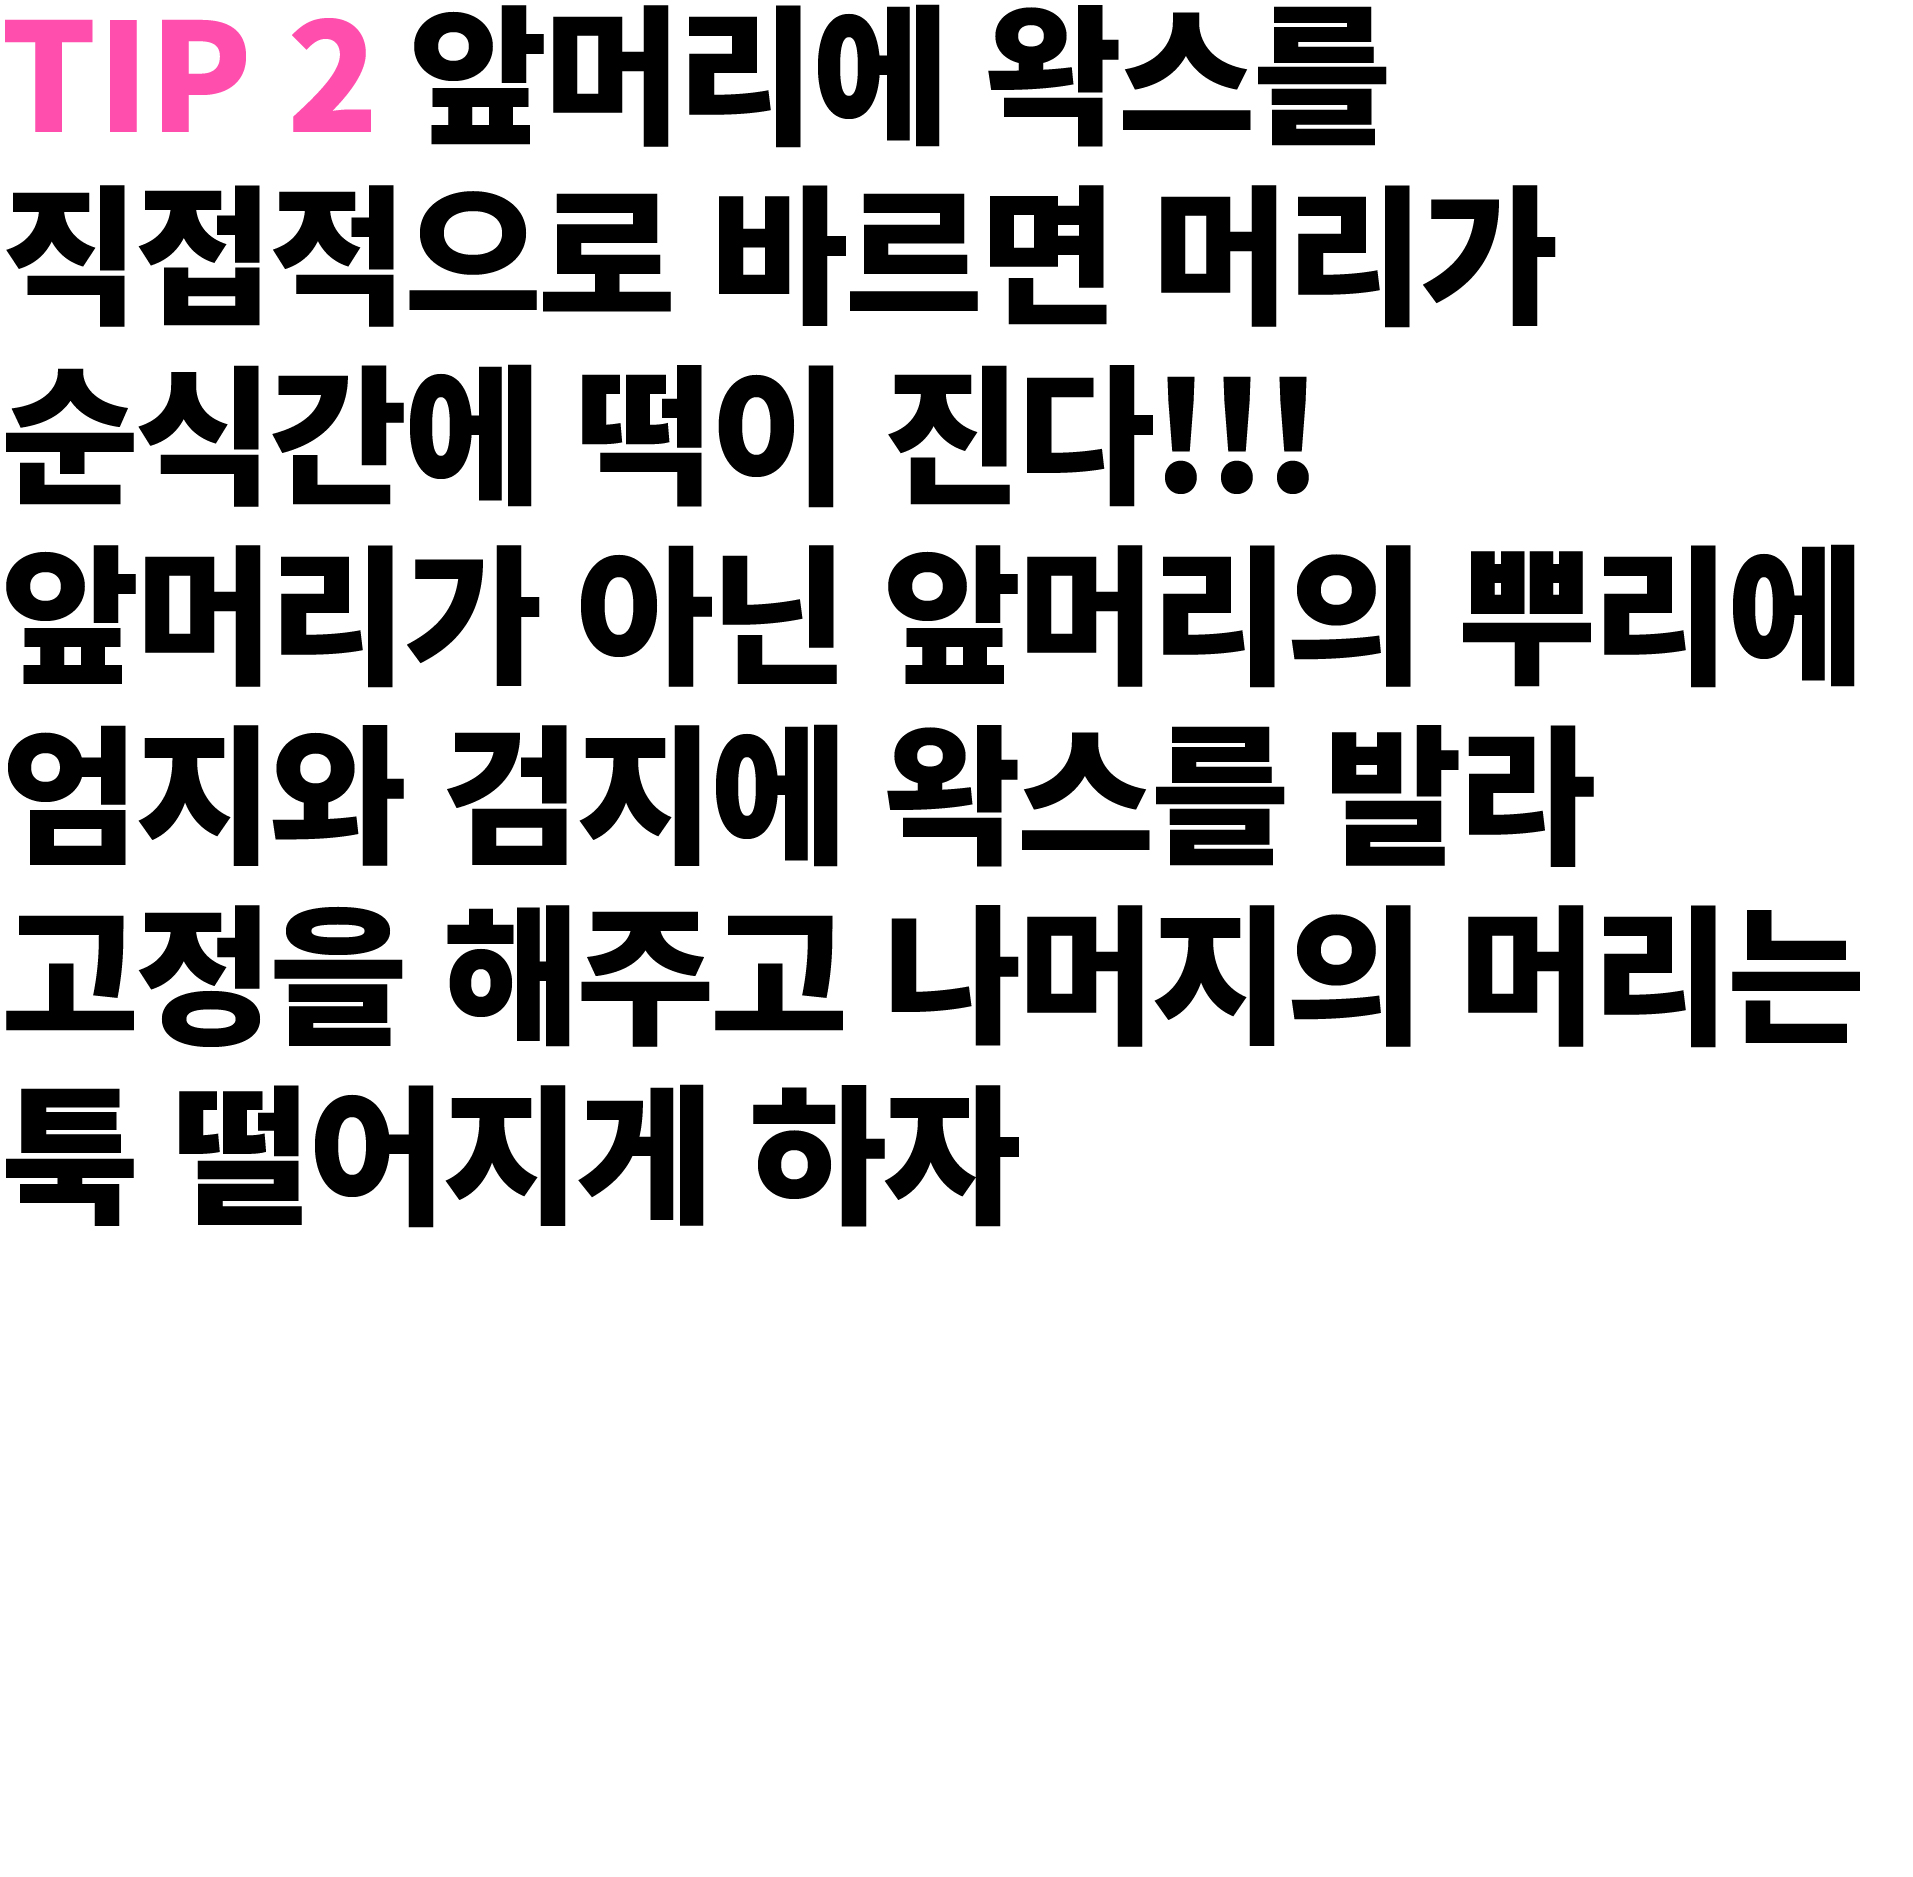 TIP 2 앞머리에 왁스를
직접적으로 바르면 머리가
순식간에 떡이 진다!!!
앞머리가 아닌 앞머리의 뿌리에
엄지와 검지에 왁스를 발라
고정을 해주고 나머지의 머리는
툭 떨어지게 하자